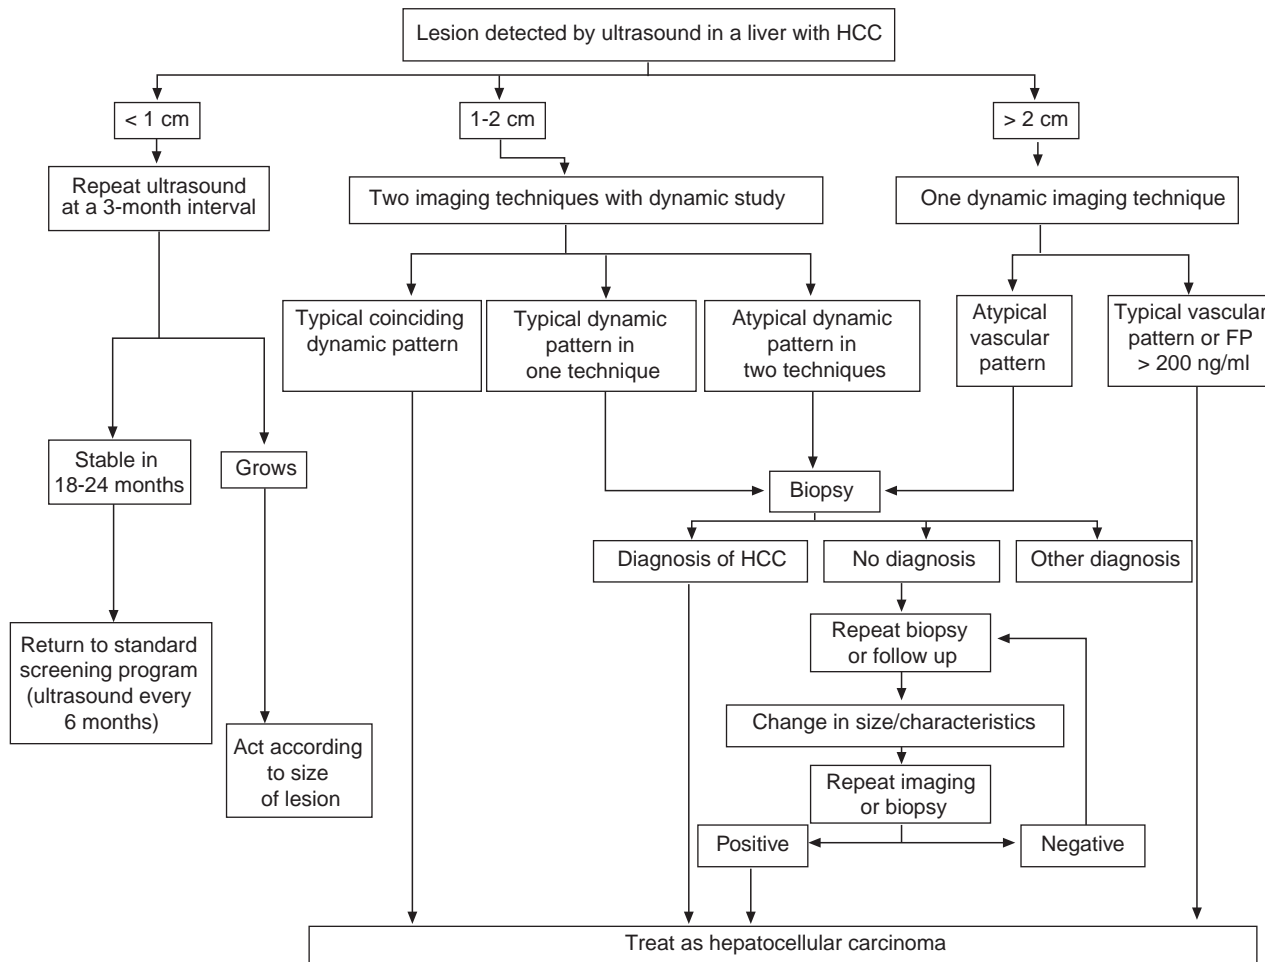 Lesion detected by ultrasound in a liver with HCC
< 1 cm
1-2 cm
> 2 cm
Repeat ultrasound
at a 3-month interval
Two imaging techniques with dynamic study
One dynamic imaging technique
Typical coinciding
dynamic pattern
Typical dynamic
pattern in
one technique
Atypical dynamic
pattern in
two techniques
Atypical
vascular
pattern
Typical vascular
pattern or FP
> 200 ng/ml
Stable in
18-24 months
Grows
Biopsy
Diagnosis of HCC
No diagnosis
Other diagnosis
Return to standard
screening program
(ultrasound every
6 months)
Repeat biopsy
or follow up
Act according
to size
of lesion
Change in size/characteristics
Repeat imaging
or biopsy
Positive
Negative
Treat as hepatocellular carcinoma